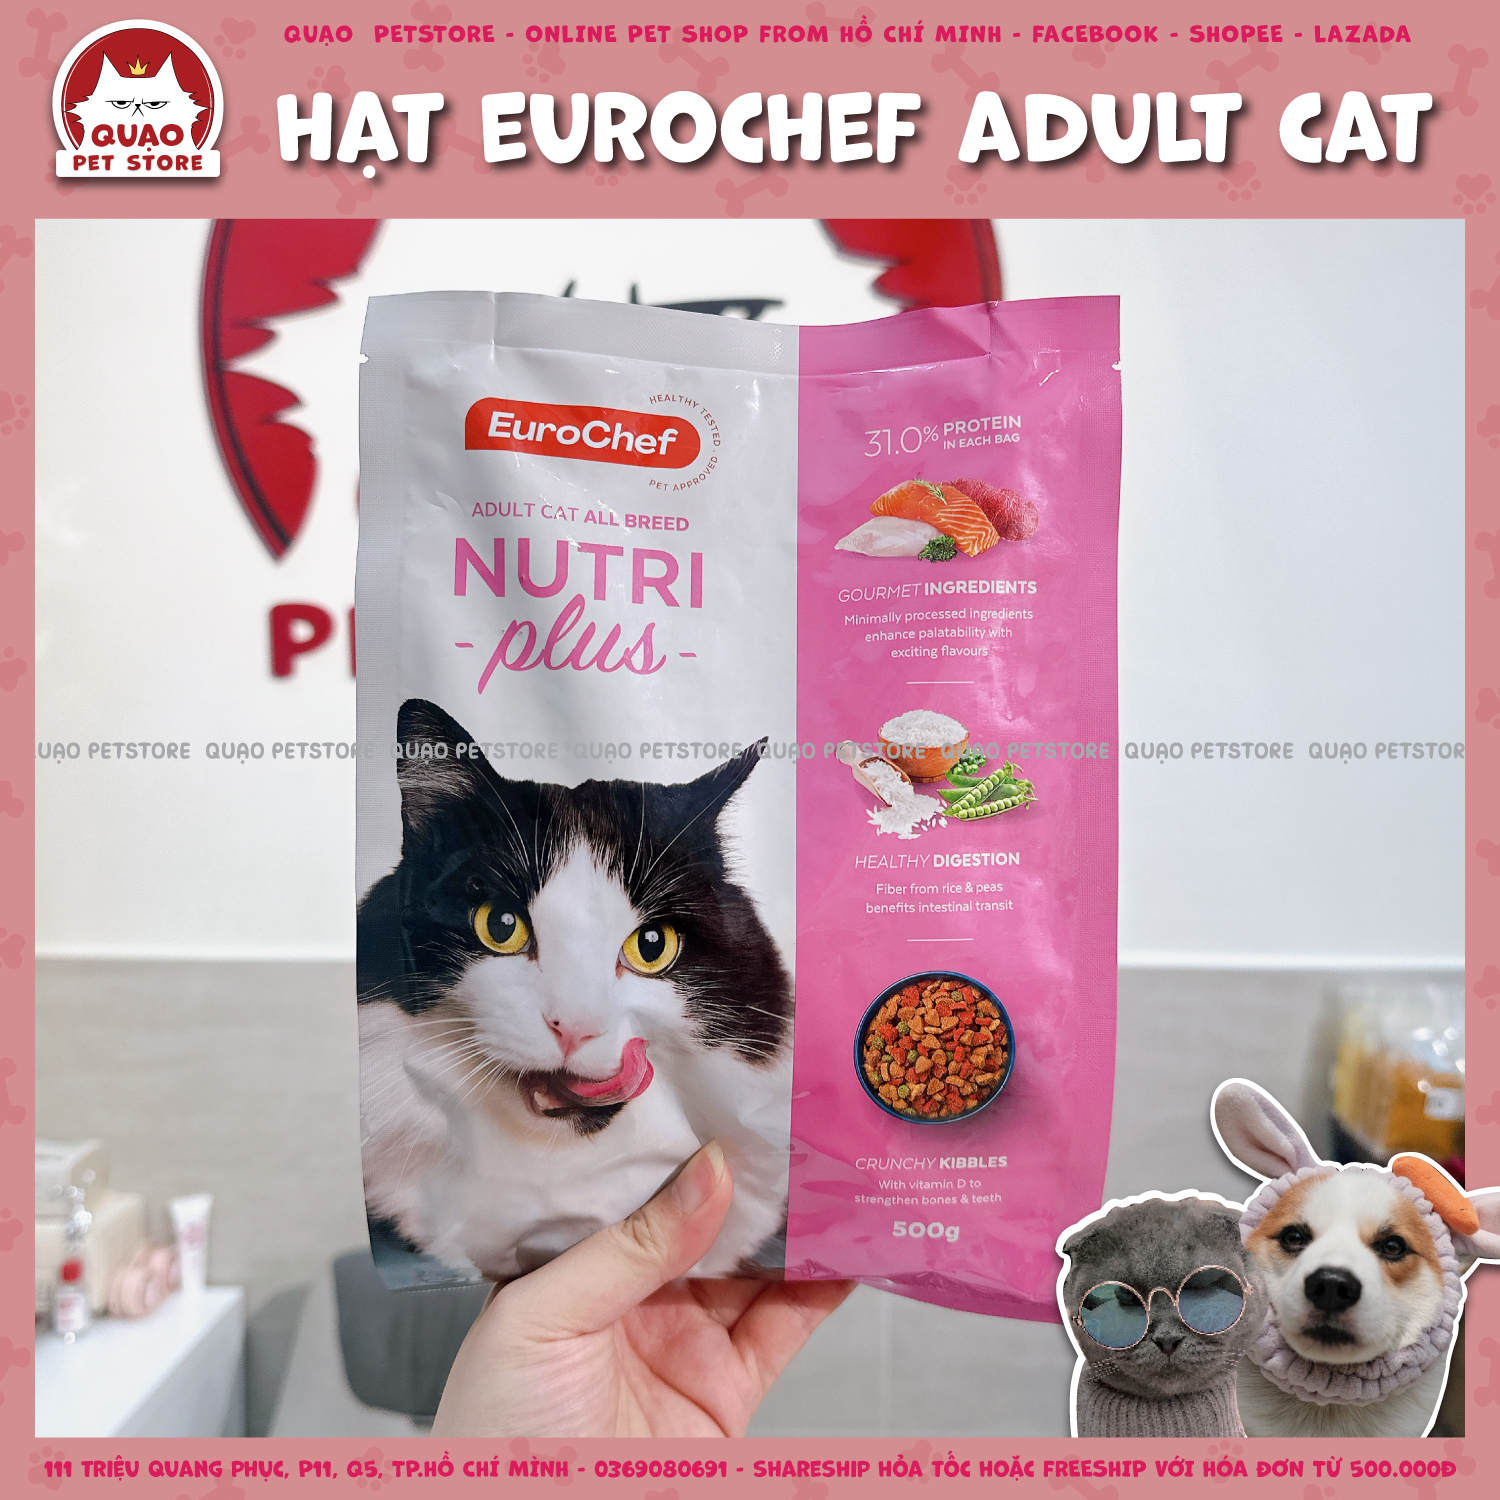 QUẠO PETSTORE - ONLINE PET SHOP FROM HỒ CHÍ MINH - FACEBOOK - SHOPEE - LAZADA
QUẠO
PET STORE
HẠT EUROCHEF ADULT CAT
EuroChef
HEALTHY TESTED - PET APPROVED -
ADULT CAT ALL BREED
NUTRI
- plus -
31.0% PROTEIN
IN EACH BAG
GOURMET INGREDIENTS
Minimally processed ingredients
enhance palatability with
exciting flavours
QUẠO PETSTORE QUẠO PETSTORE QUẠO PETSTORE QUẠO PETSTORE QUẠO PETSTORE QUẠO PETSTORE QUẠO PETSTORE
HEALTHY DIGESTION
Fiber from rice & peas
benefits intestinal transit
CRUNCHY KIBBLES
With vitamin D to
strengthen bones & teeth
500g
111 TRIỆU QUANG PHỤC, P11, Q5, TP.HỒ CHÍ MÌNH - 0369080691 - SHARESHIP HỎA TỐC HOẶC FREESHIP VỚI HÓA ĐƠN TỪ 500.000Đ